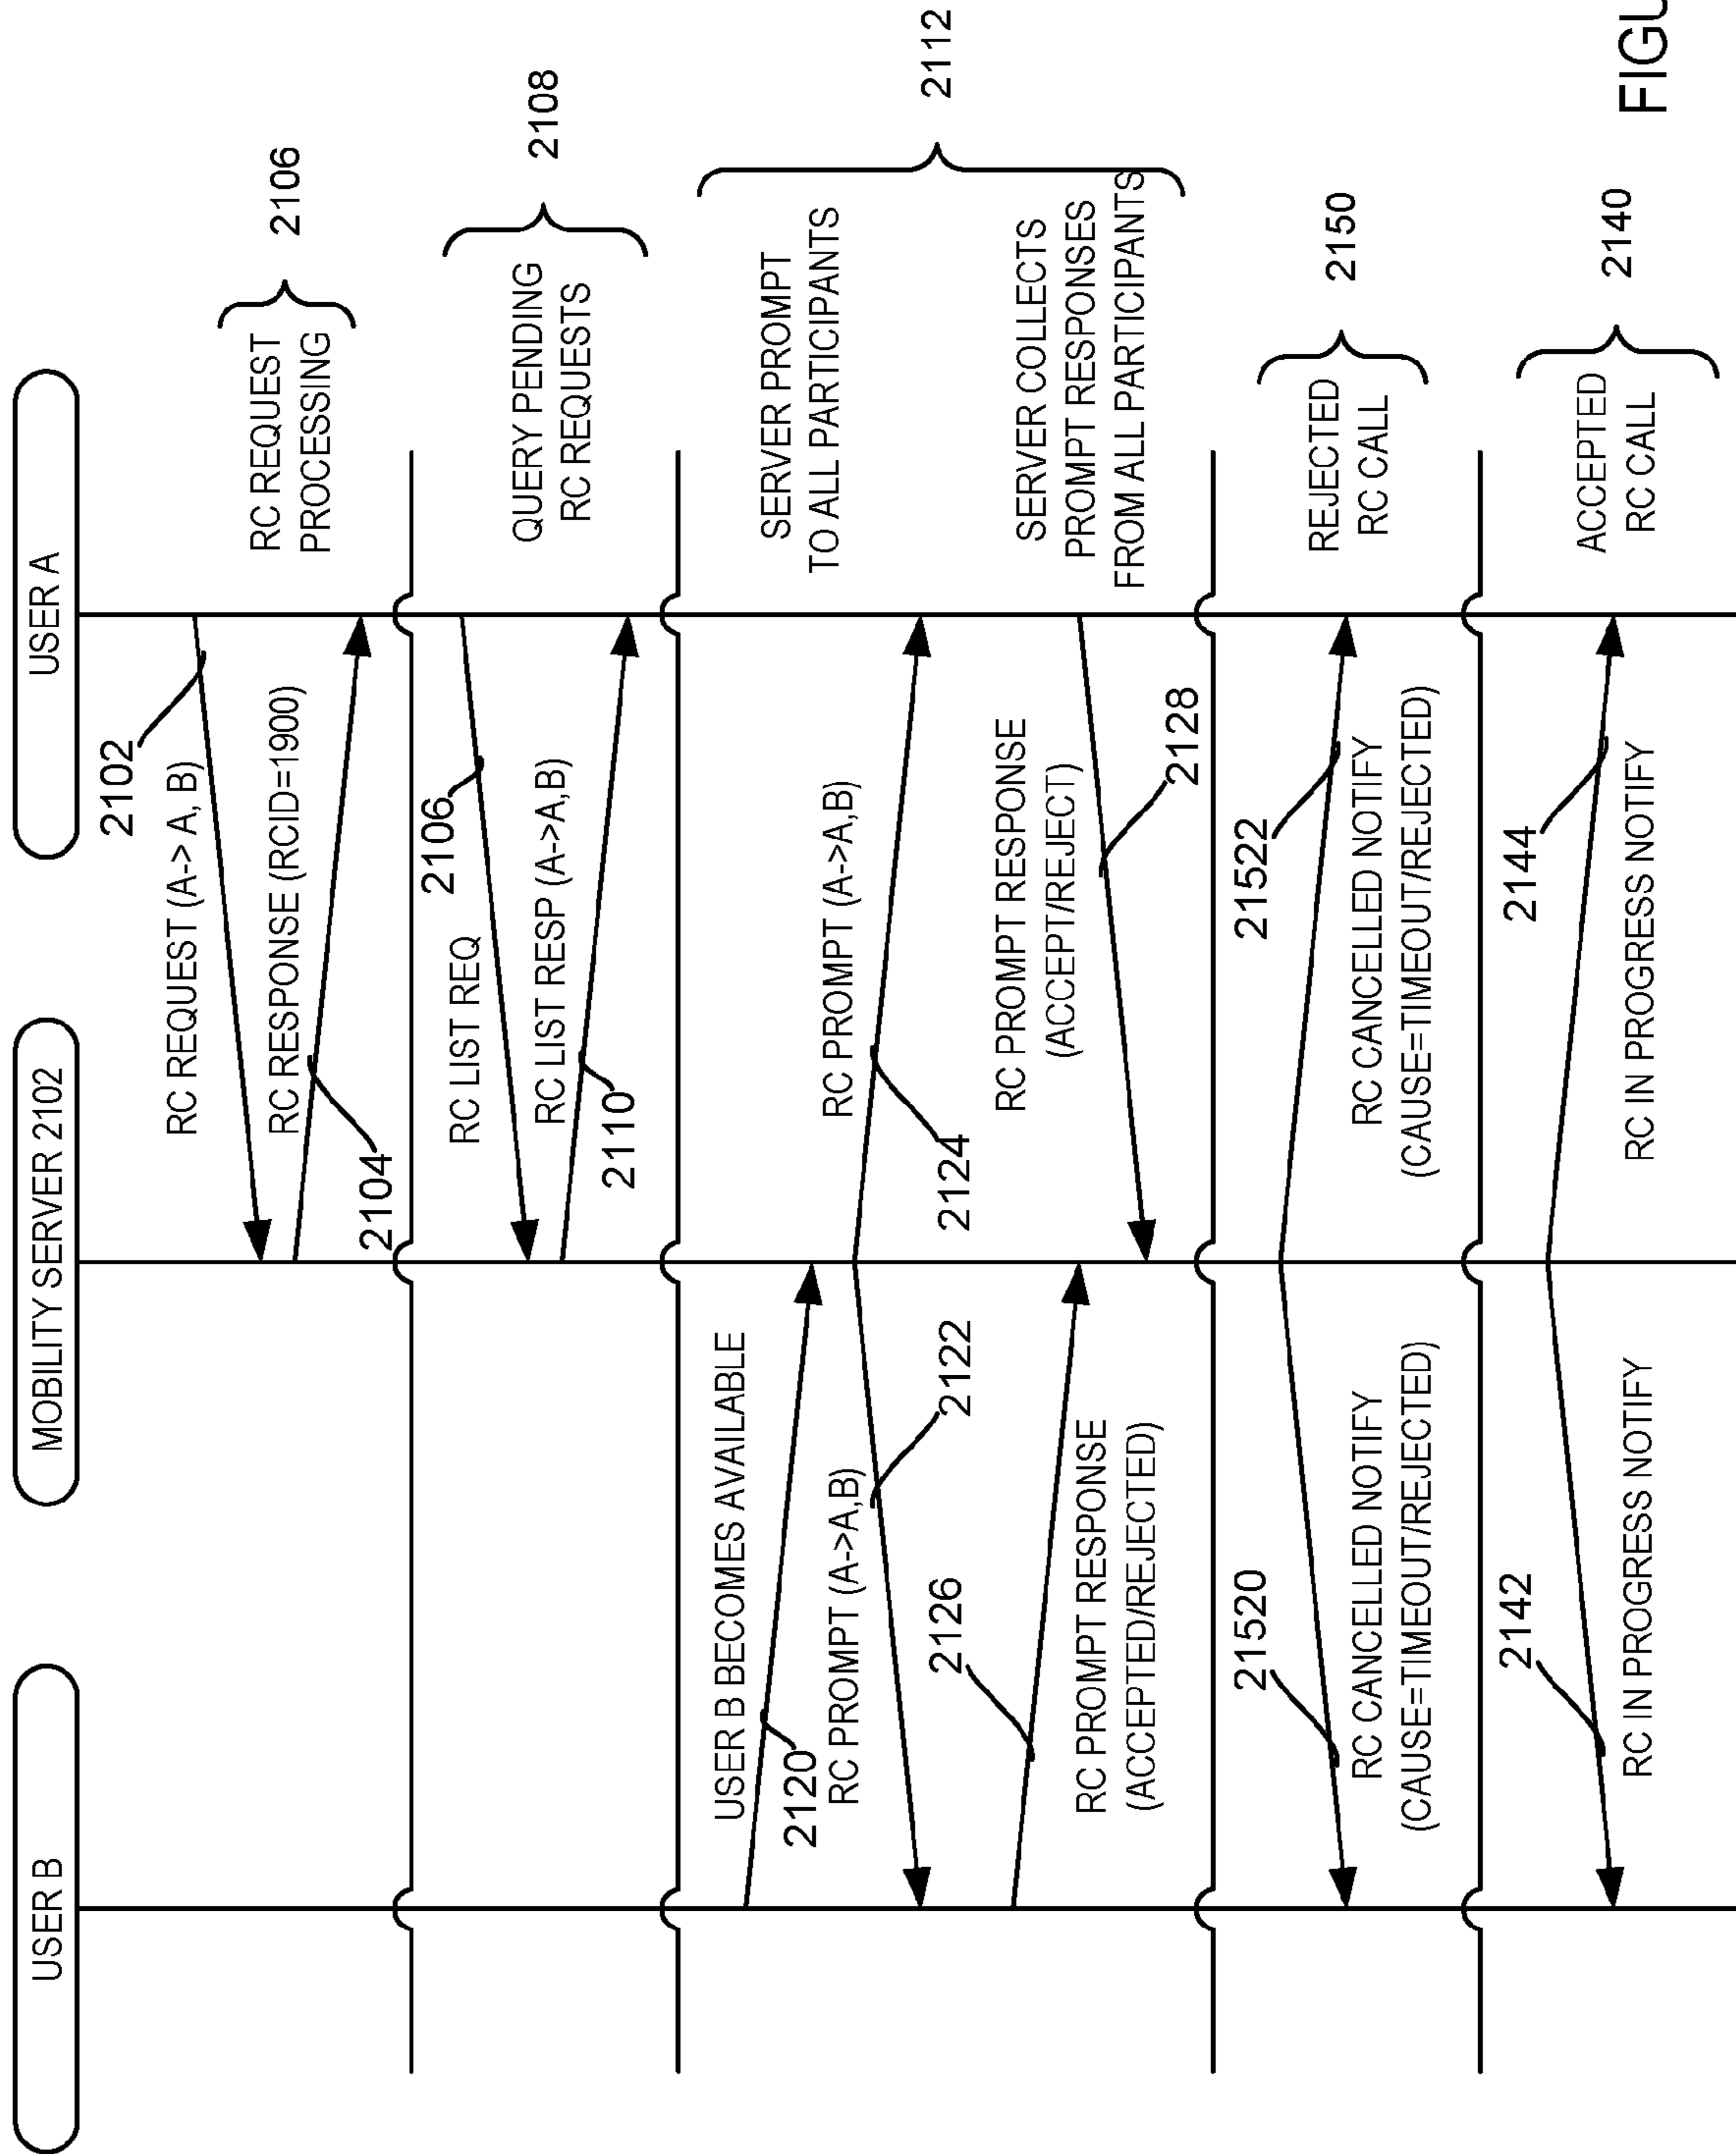 USER B
MOBILITY SERVER 2102
USER A
2102
RC REQUEST (A-> A, B)
RC RESPONSE (RCID=1900)
2104
RC REQUEST
PROCESSING
2106
2106
RC LIST REQ
RC LIST RESP (A->A,B)
2110
QUERY PENDING
RC REQUESTS
2108
USER B BECOMES AVAILABLE
2120
RC PROMPT (A->A,B)
2122
RC PROMPT (A->A,B)
2124
SERVER PROMPT
TO ALL PARTICIPANTS
2112
2126
RC PROMPT RESPONSE
(ACCEPTED/REJECTED)
RC PROMPT RESPONSE
(ACCEPT/REJECT)
2128
SERVER COLLECTS
PROMPT RESPONSES
FROM ALL PARTICIPANTS
21520
RC CANCELLED NOTIFY
(CAUSE=TIMEOUT/REJECTED)
21522
RC CANCELLED NOTIFY
(CAUSE=TIMEOUT/REJECTED)
REJECTED
RC CALL
2150
2142
RC IN PROGRESS NOTIFY
2144
RC IN PROGRESS NOTIFY
ACCEPTED
RC CALL
2140